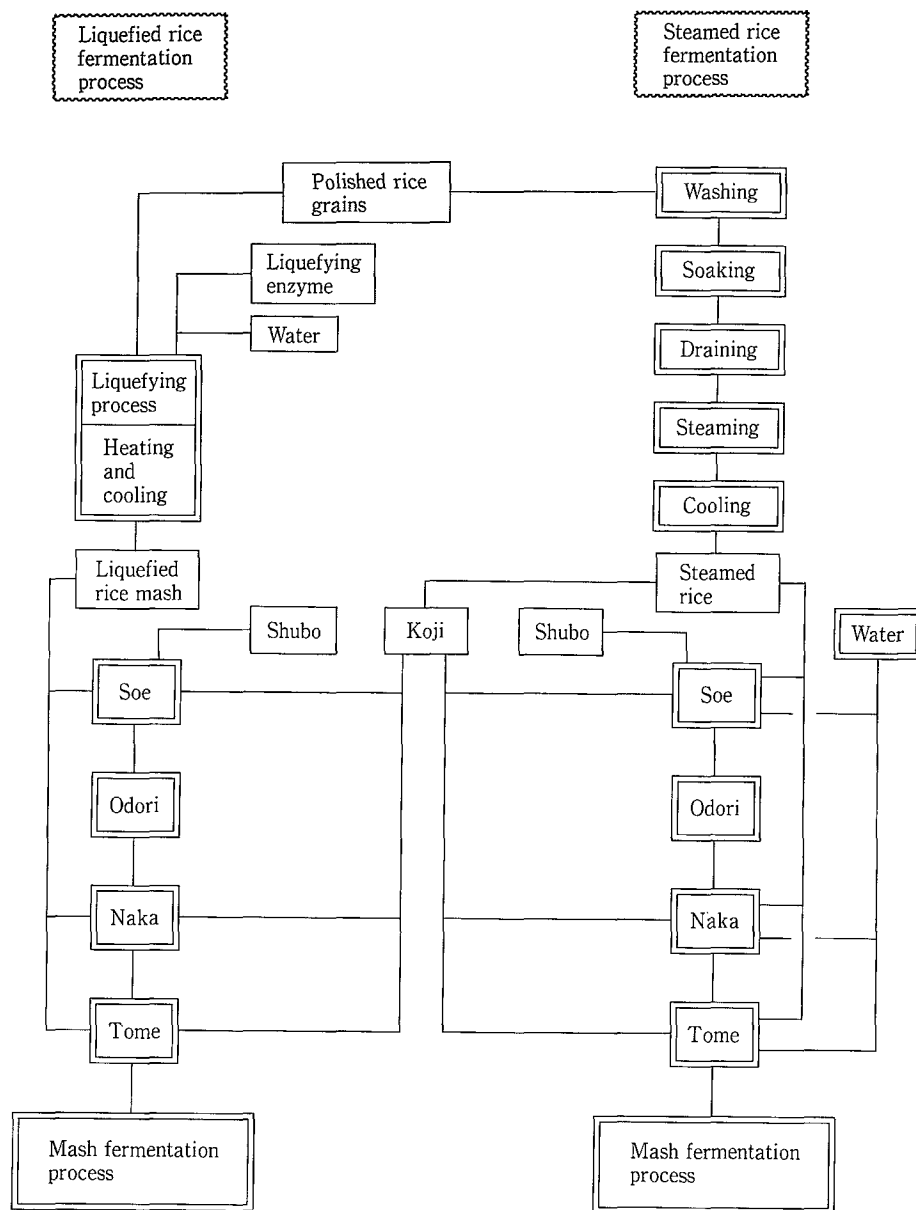 Liquefied rice
fermentation
process
Steamed rice
fermentation
process
Polished rice
grains
Washing
Liquefying
enzyme
Soaking
Water
Draining
Liquefying
process
Heating
and
cooling
Steaming
Cooling
Liquefied
rice mash
Steamed
rice
Shubo
Koji
Shubo
Water
Soe
Soe
Odori
Odori
Naka
Naka
Tome
Tome
Mash fermentation
process
Mash fermentation
process